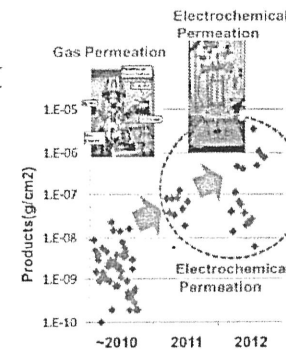 Electrochemical
Permeation
Gas Permeation
1.E-05
1.E-06
1.E-07
1.E-08
1.E-09
1.E-10
Products(g/cm2)
Electrochemica
Permeation
~2010 2011 2012